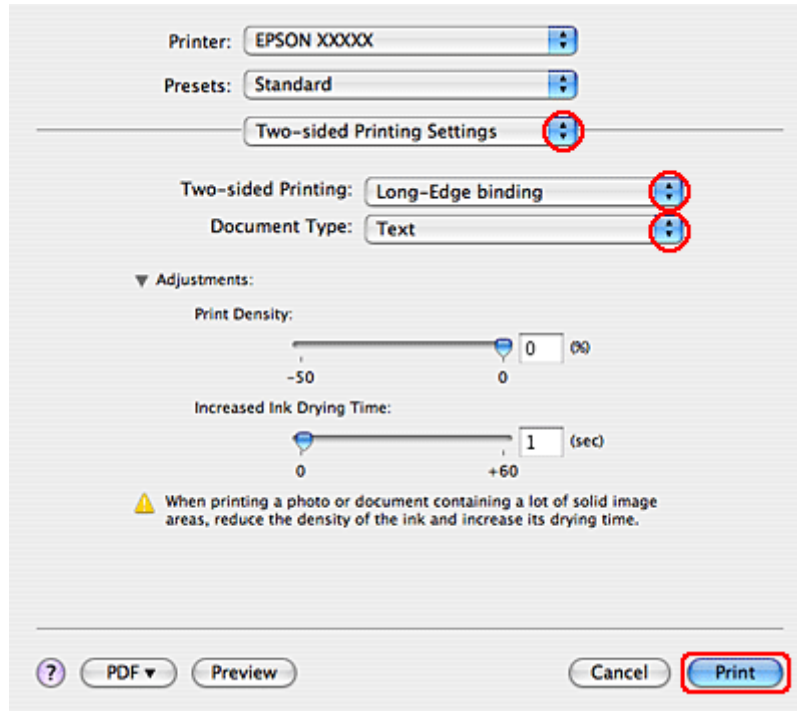 Printer: EPSON XXXXX
Presets: Standard
Two-sided Printing Settings
Two-sided Printing: Long-Edge binding
Document Type: Text
▼ Adjustments:
Print Density:
0 (%)
-50 0
Increased Ink Drying Time:
1 (sec)
0 +60
When printing a photo or document containing a lot of solid image
areas, reduce the density of the ink and increase its drying time.
? PDF ▼ Preview Cancel Print